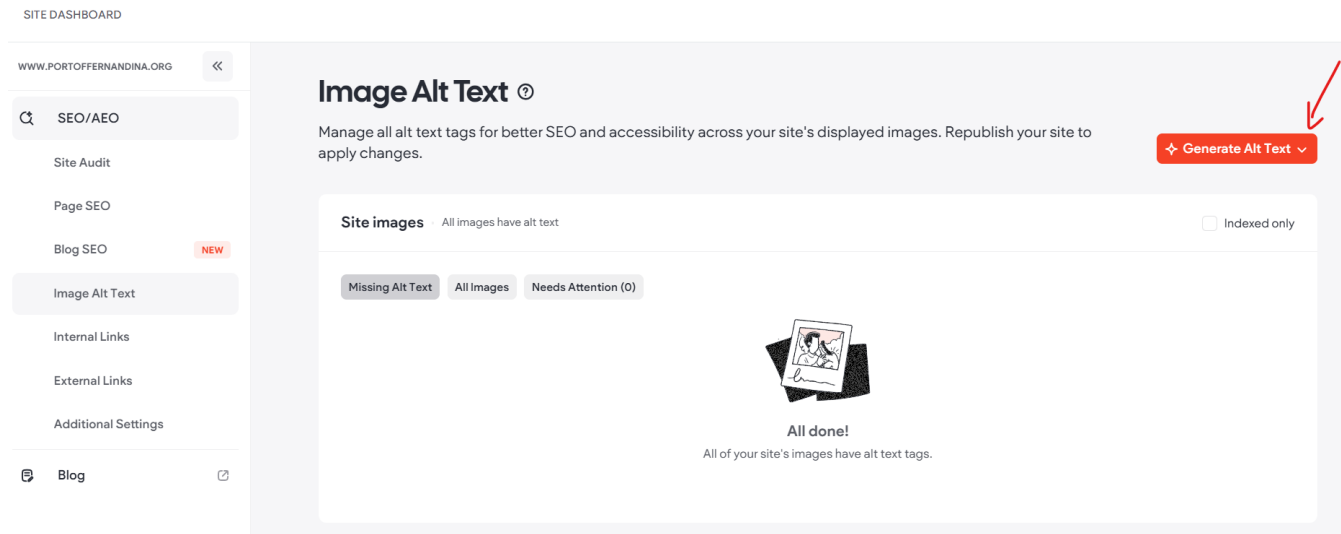 SITE DASHBOARD
WWW.PORTOFFERNANDINA.ORG
SEO/AEO
Site Audit
Page SEO
Blog SEO NEW
Image Alt Text
Internal Links
External Links
Additional Settings
Blog
Image Alt Text
Manage all alt text tags for better SEO and accessibility across your site's displayed images. Republish your site to
apply changes.
Generate Alt Text
Site images All images have alt text
Indexed only
Missing Alt Text All Images Needs Attention (0)
All done!
All of your site's images have alt text tags.